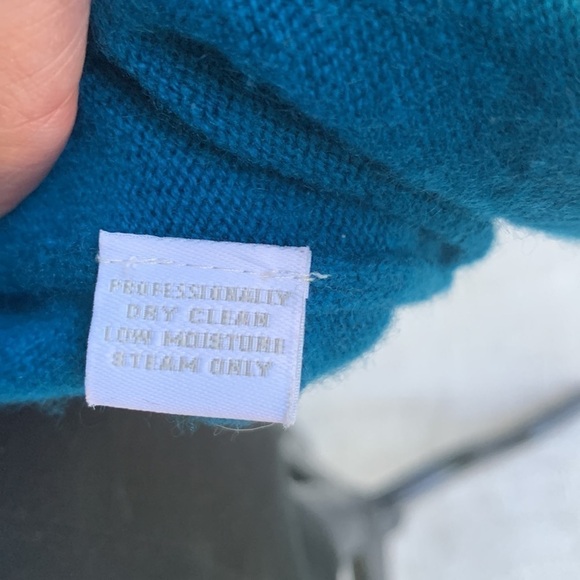 PROFESSIONALLY
DRY CLEAN
LOW MOISTURE
STEAM ONLY